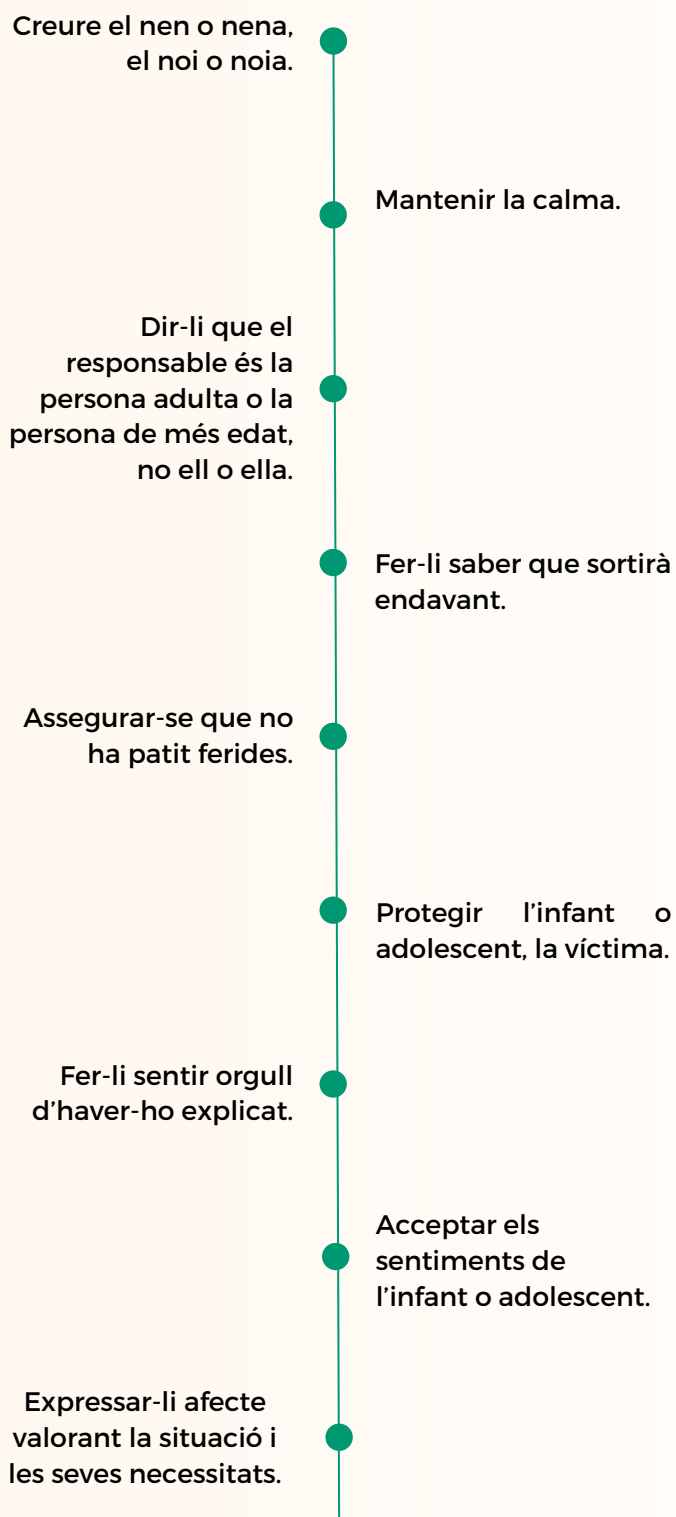 Creure el nen o nena,
el noi o noia.
Mantenir la calma.
Dir-li que el
responsable és la
persona adulta o la
persona de més edat,
no ell o ella.
Fer-li saber que sortirà
endavant.
Assegurar-se que no
ha patit ferides.
Protegir l’infant o
adolescent, la víctima.
Fer-li sentir orgull
d’haver-ho explicat.
Acceptar els
sentiments de
l’infant o adolescent.
Expressar-li afecte
valorant la situació i
les seves necessitats.